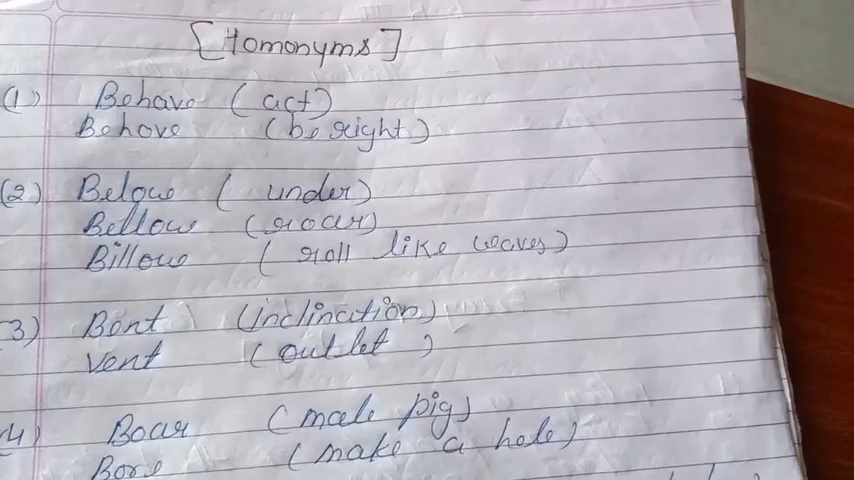 [Homonyms]
(1) Behave (act)
Behove (be right)
(2) Below (under)
Bellow (roar)
Billow (roll like waves)
3) Bent (inclination)
Vent (outlet)
(4) Boar (male pig)
Bore (make a hole)